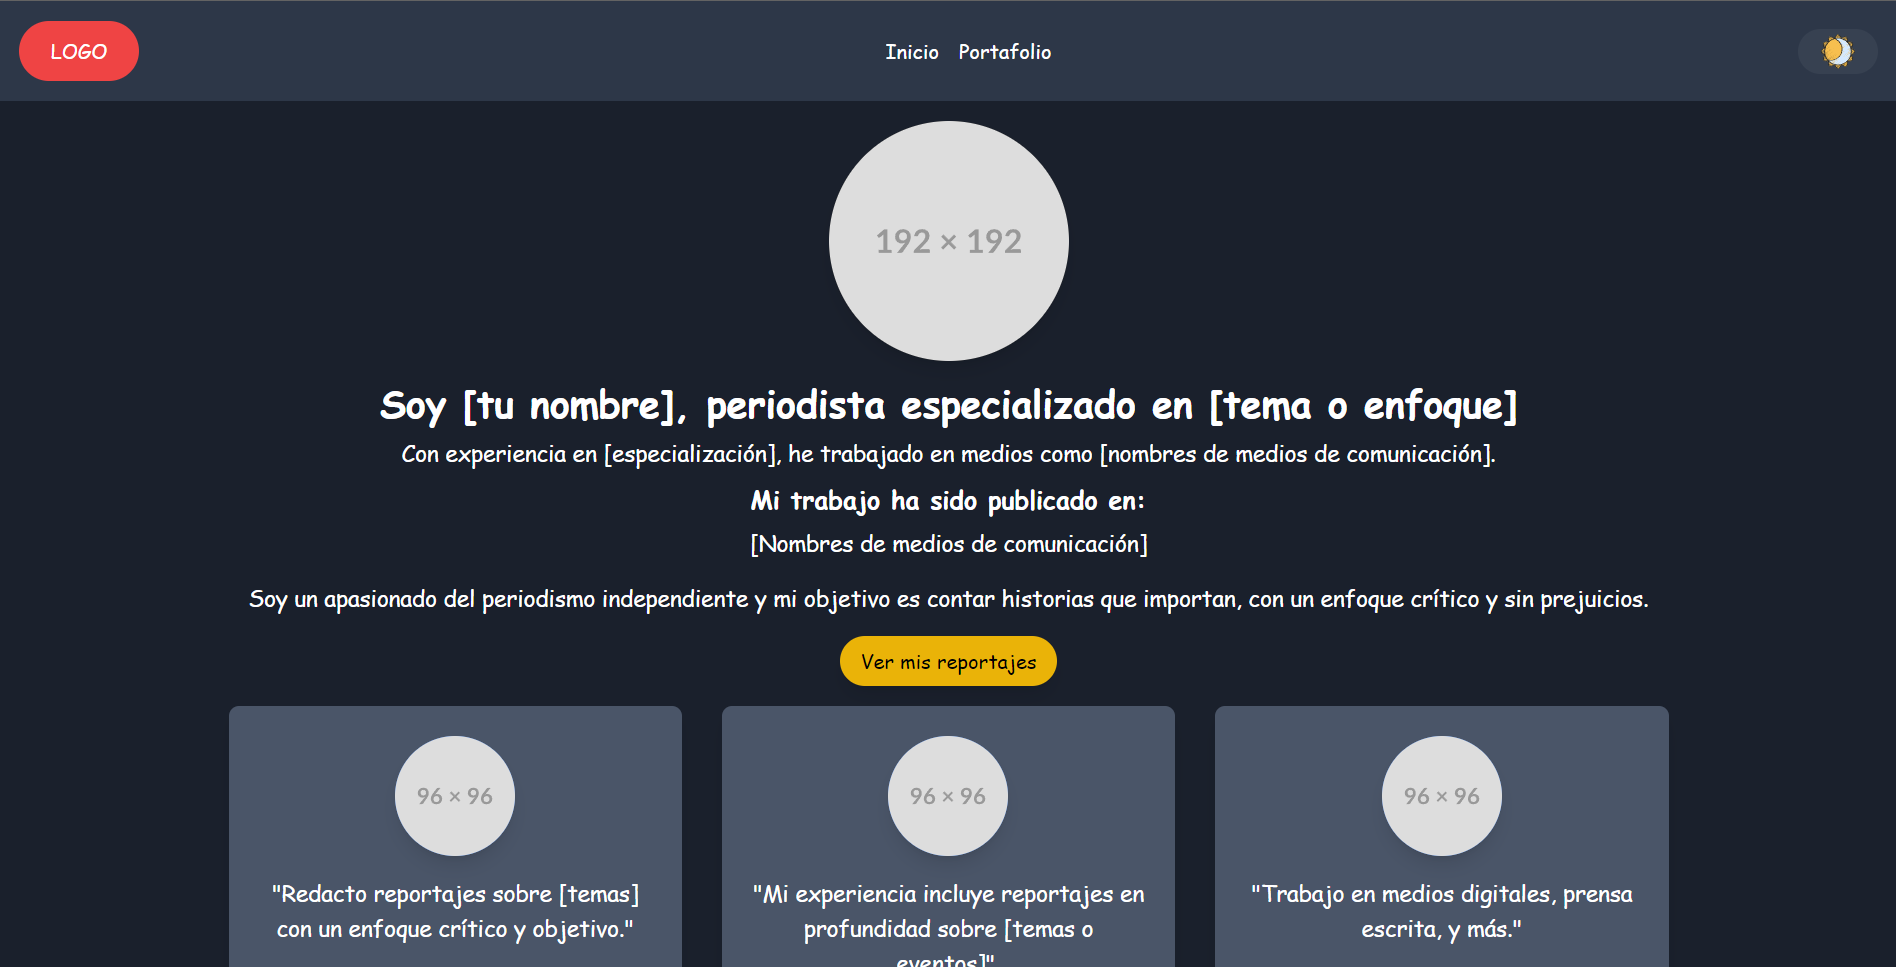 LOGO
Inicio Portafolio
192 × 192
Soy [tu nombre], periodista especializado en [tema o enfoque]
Con experiencia en [especialización], he trabajado en medios como [nombres de medios de comunicación].
Mi trabajo ha sido publicado en:
[Nombres de medios de comunicación]
Soy un apasionado del periodismo independiente y mi objetivo es contar historias que importan, con un enfoque crítico y sin prejuicios.
Ver mis reportajes
96 × 96
"Redacto reportajes sobre [temas]
con un enfoque crítico y objetivo."
96 × 96
"Mi experiencia incluye reportajes en
profundidad sobre [temas o
eventos]"
96 × 96
"Trabajo en medios digitales, prensa
escrita, y más."